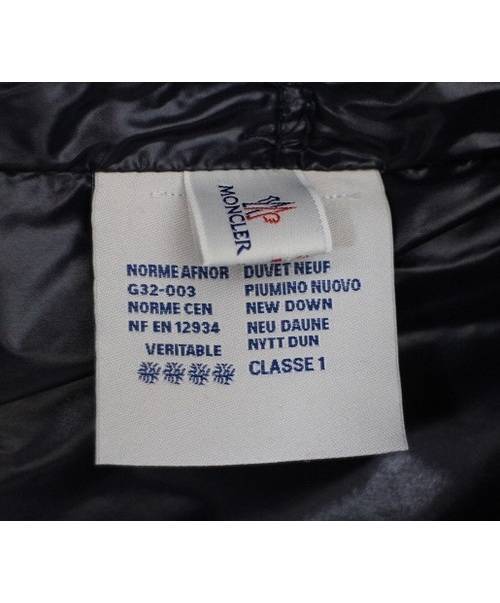 MONCLER
NORME AFNOR DUVET NEUF
G32-003 PIUMINO NUOVO
NORME CEN NEW DOWN
NF EN 12934 NEU DAUNE
NYTT DUN
VERITABLE
CLASSE 1